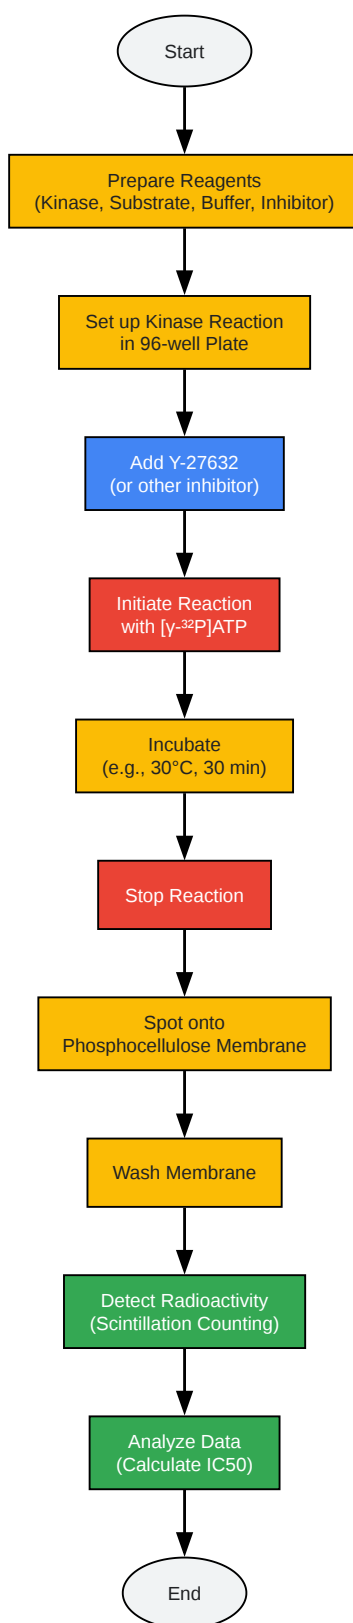 Start
Prepare Reagents
(Kinase, Substrate, Buffer, Inhibitor)
Set up Kinase Reaction
in 96-well Plate
Add Y-27632
(or other inhibitor)
Initiate Reaction
with [γ-³²P]ATP
Incubate
(e.g., 30°C, 30 min)
Stop Reaction
Spot onto
Phosphocellulose Membrane
Wash Membrane
Detect Radioactivity
(Scintillation Counting)
Analyze Data
(Calculate IC50)
End